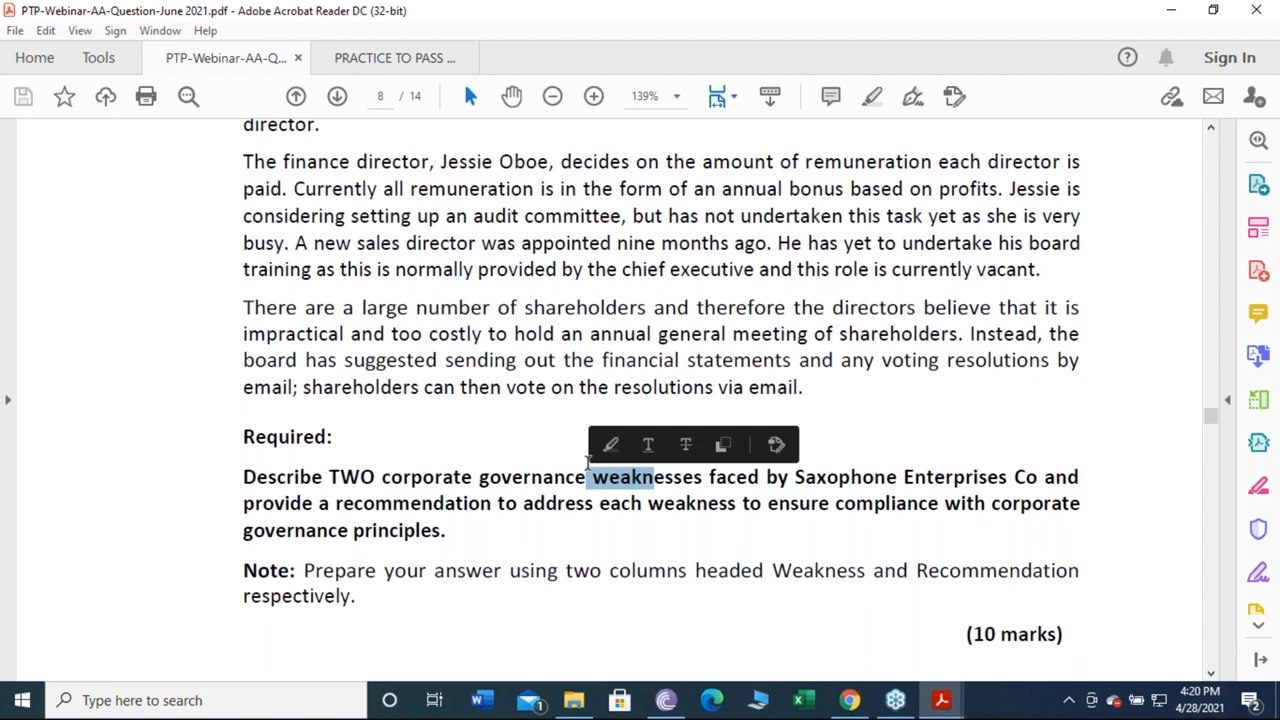 PTP-Webinar-AA-Question-June 2021.pdf - Adobe Acrobat Reader DC (32-bit)
File Edit View Sign Window Help
Home Tools PTP-Webinar-AA-Q... × PRACTICE TO PASS ... Sign In
8 / 14 139%
director.
The finance director, Jessie Oboe, decides on the amount of remuneration each director is
paid. Currently all remuneration is in the form of an annual bonus based on profits. Jessie is
considering setting up an audit committee, but has not undertaken this task yet as she is very
busy. A new sales director was appointed nine months ago. He has yet to undertake his board
training as this is normally provided by the chief executive and this role is currently vacant.
There are a large number of shareholders and therefore the directors believe that it is
impractical and too costly to hold an annual general meeting of shareholders. Instead, the
board has suggested sending out the financial statements and any voting resolutions by
email; shareholders can then vote on the resolutions via email.
Required:
Describe TWO corporate governance weaknesses faced by Saxophone Enterprises Co and
provide a recommendation to address each weakness to ensure compliance with corporate
governance principles.
Note: Prepare your answer using two columns headed Weakness and Recommendation
respectively.
(10 marks)
Type here to search
4:20 PM
4/28/2021